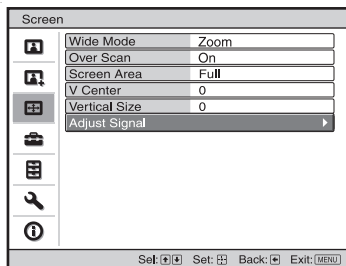 Screen
Wide Mode Zoom
Over Scan On
Screen Area Full
V Center 0
Vertical Size 0
Adjust Signal
Sel: Set: Back: Exit: MENU